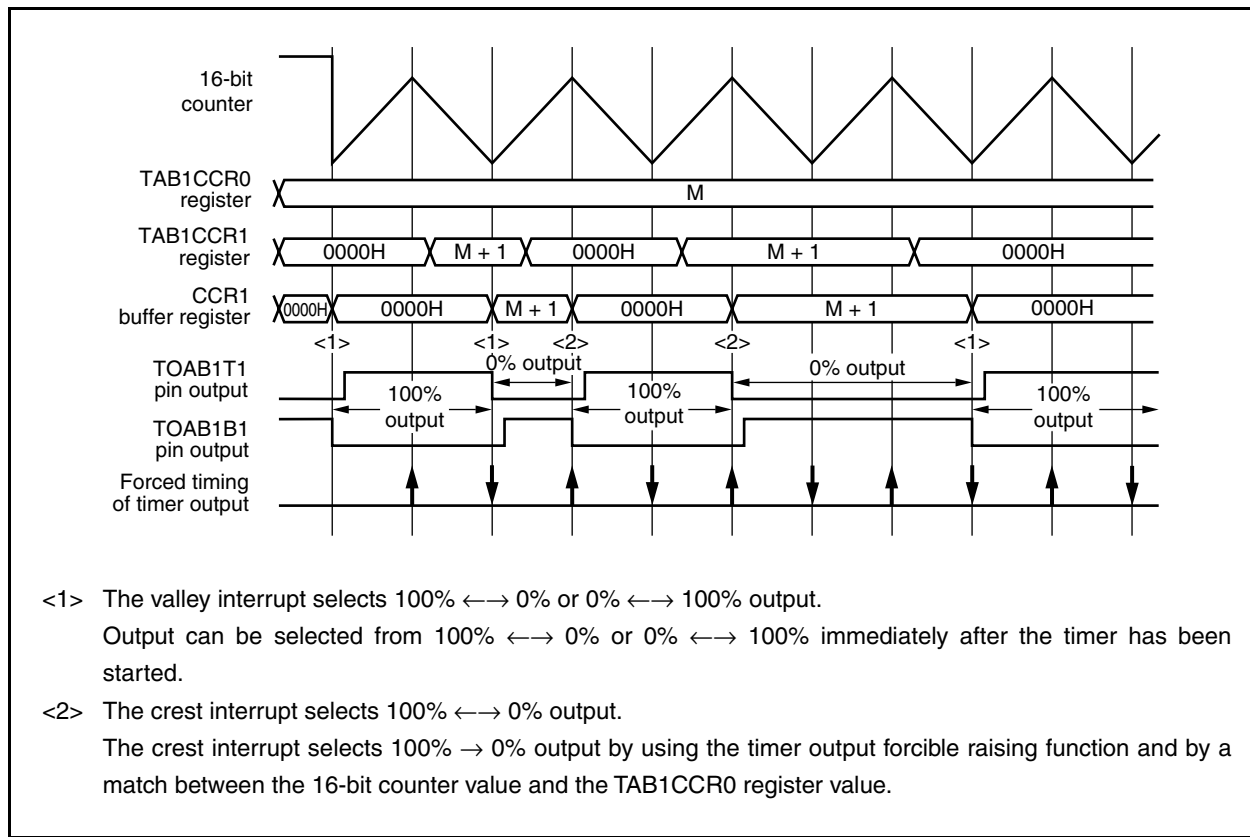 16-bit
counter
TAB1CCR0
register
M
TAB1CCR1
register
0000H M + 1 0000H M + 1 0000H
CCR1
buffer register
0000H 0000H M + 1 0000H M + 1 0000H
<1> <1> <2> <2> <1>
TOAB1T1
pin output
0% output 0% output
100%
output
100%
output
100%
output
TOAB1B1
pin output
Forced timing
of timer output
<1> The valley interrupt selects 100% ←→ 0% or 0% ←→ 100% output.
Output can be selected from 100% ←→ 0% or 0% ←→ 100% immediately after the timer has been
started.
<2> The crest interrupt selects 100% ←→ 0% output.
The crest interrupt selects 100% → 0% output by using the timer output forcible raising function and by a
match between the 16-bit counter value and the TAB1CCR0 register value.